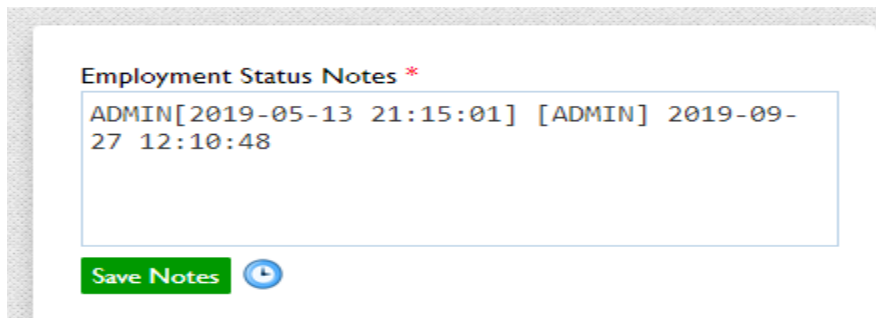 Employment Status Notes *
ADMIN[2019-05-13 21:15:01] [ADMIN] 2019-09-
27 12:10:48
Save Notes